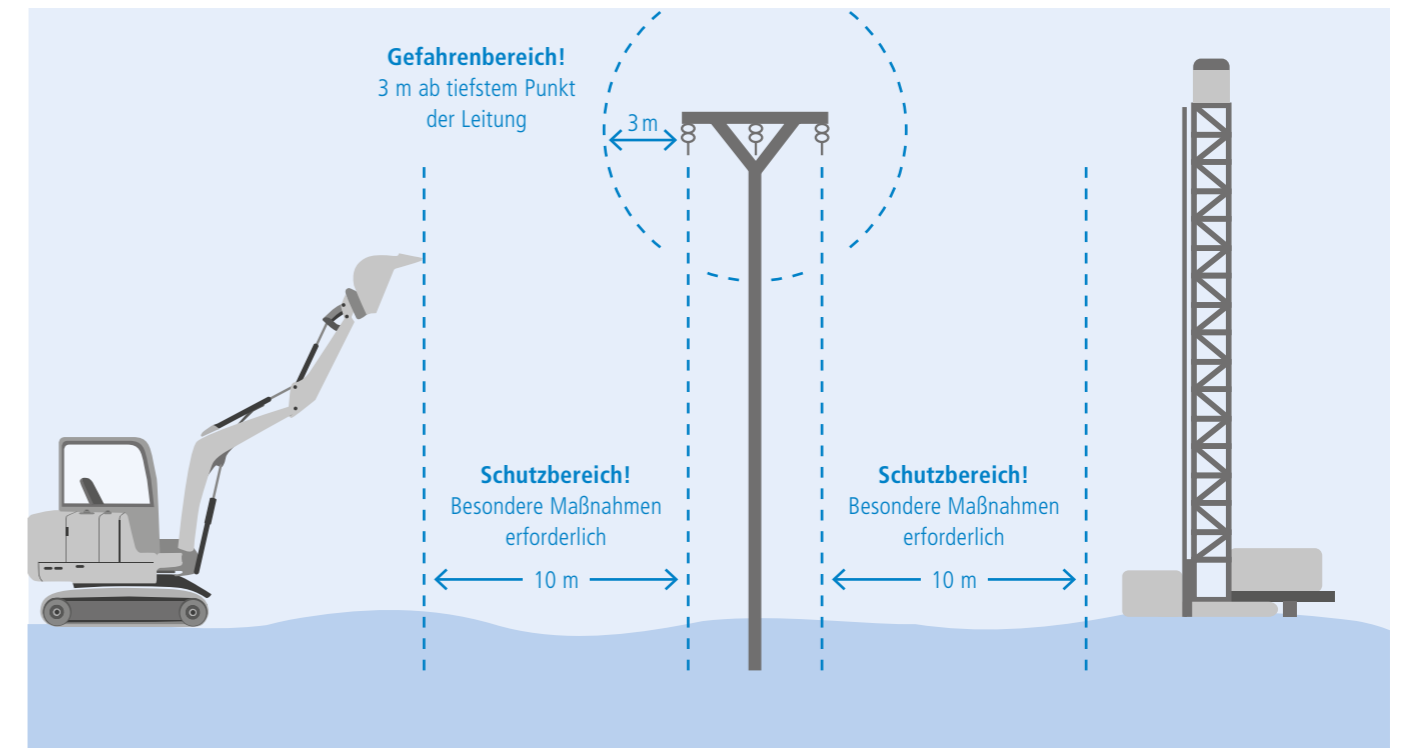 Gefahrenbereich!
3 m ab tiefstem Punkt
der Leitung
3 m
Schutzbereich!
Besondere Maßnahmen
erforderlich
10 m
Schutzbereich!
Besondere Maßnahmen
erforderlich
10 m